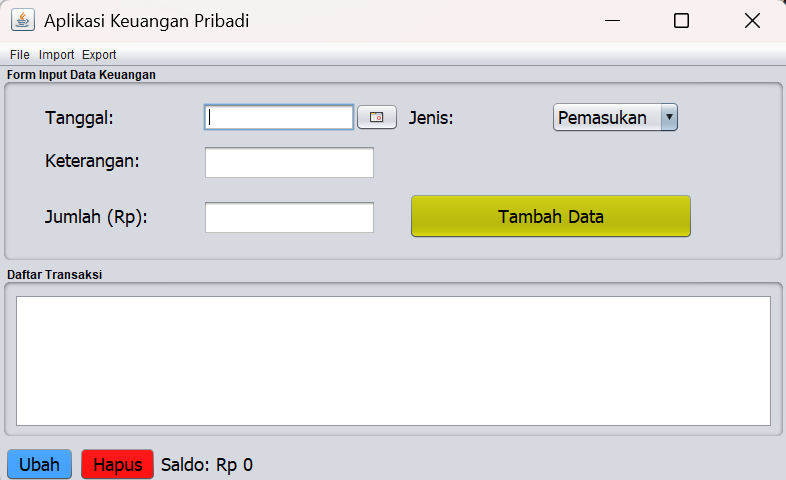 Aplikasi Keuangan Pribadi
File Import Export
Form Input Data Keuangan
Tanggal: Jenis: Pemasukan
Keterangan:
Jumlah (Rp): Tambah Data
Daftar Transaksi
Ubah Hapus Saldo: Rp 0